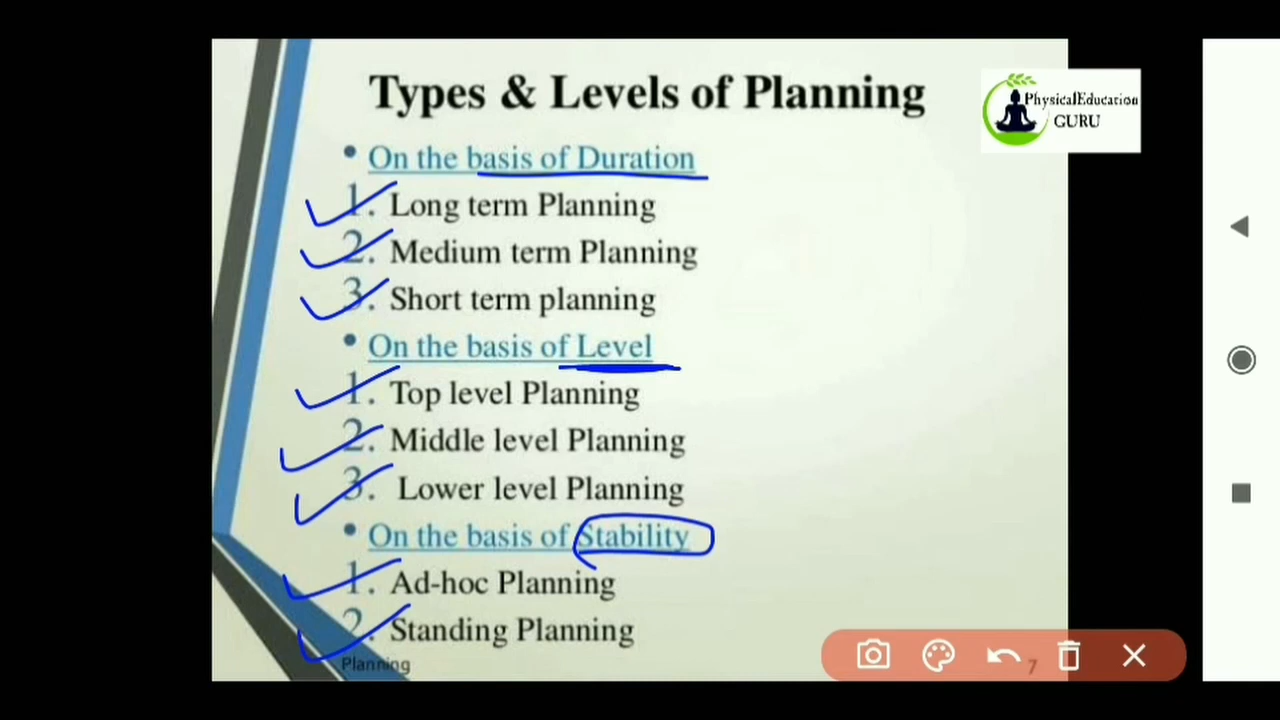 Types & Levels of Planning
PhysicalEducation
GURU
• On the basis of Duration
1. Long term Planning
2. Medium term Planning
3. Short term planning
• On the basis of Level
1. Top level Planning
2. Middle level Planning
3. Lower level Planning
• On the basis of Stability
1. Ad-hoc Planning
2. Standing Planning
Planning
7